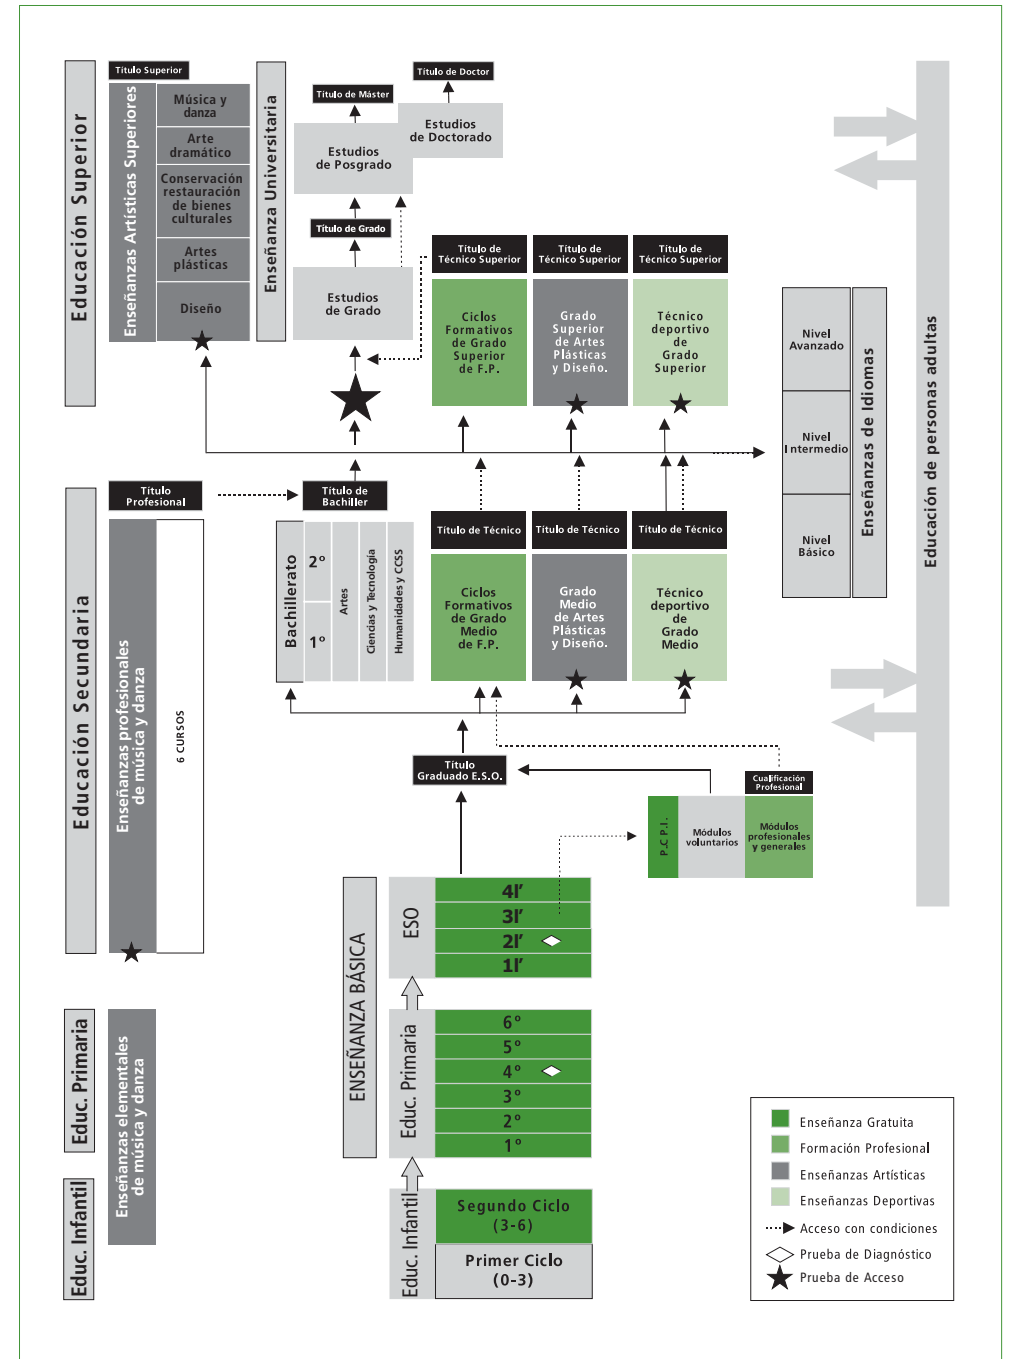 Educación Superior
Título Superior
Enseñanzas Artísticas Superiores
Música y
danza
Arte
dramático
Conservación
restauración
de bienes
culturales
Artes
plásticas
Diseño
Enseñanza Universitaria
Título de Máster
Título de Doctor
Estudios
de Posgrado
Estudios
de Doctorado
Título de Grado
Estudios
de Grado
Título de
Técnico Superior
Título de
Técnico Superior
Título de
Técnico Superior
Ciclos
Formativos
de Grado
Superior
de F.P.
Grado
Superior
de Artes
Plásticas
y Diseño.
Técnico
deportivo
de
Grado
Superior
Nivel
Avanzado
Nivel
Intermedio
Nivel
Básico
Enseñanzas de Idiomas
Educación de personas adultas
Educación Secundaria
Título
Profesional
Enseñanzas profesionales
de música y danza
6 CURSOS
Título de
Bachiller
Bachillerato
2º
1º
Artes
Ciencias y Tecnología
Humanidades y CCSS
Título de Técnico
Título de Técnico
Título de Técnico
Ciclos
Formativos
de Grado
Medio
de F.P.
Grado
Medio
de Artes
Plásticas
y Diseño.
Técnico
deportivo
de
Grado
Medio
Título
Graduado E.S.O.
Cualificación
Profesional
P.C.P.I.
Módulos
voluntarios
Módulos
profesionales
y generales
ENSEÑANZA BÁSICA
ESO
4l’
3l’
2l’
1l’
Educ. Primaria
Enseñanzas elementales
de música y danza
Educ. Primaria
6º
5º
4º
3º
2º
1º
Educ. Infantil
Educ. Infantil
Segundo Ciclo
(3-6)
Primer Ciclo
(0-3)
Enseñanza Gratuita
Formación Profesional
Enseñanzas Artísticas
Enseñanzas Deportivas
Acceso con condiciones
Prueba de Diagnóstico
Prueba de Acceso